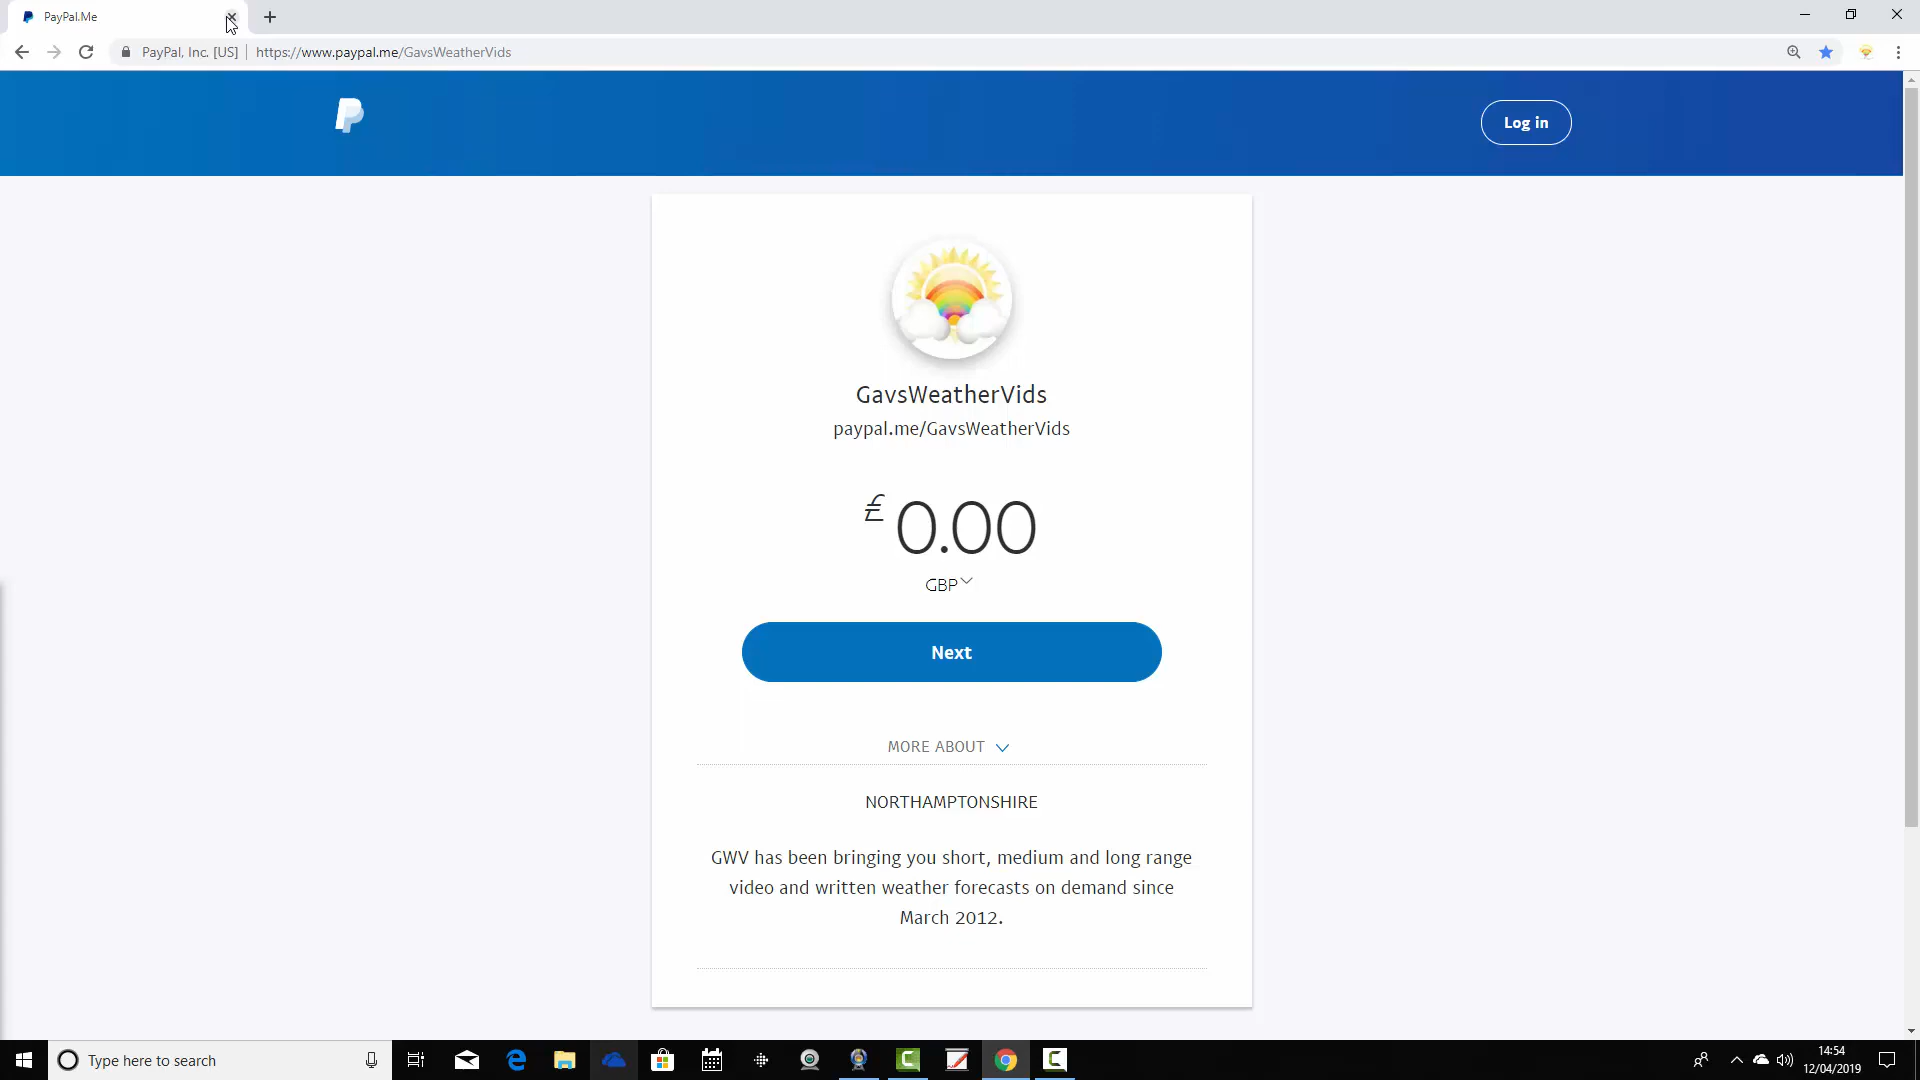 PayPal.Me
PayPal, Inc. [US] https://www.paypal.me/GavsWeatherVids
Log in
GavsWeatherVids
paypal.me/GavsWeatherVids
£ 0.00
GBP
Next
MORE ABOUT
NORTHAMPTONSHIRE
GWV has been bringing you short, medium and long range
video and written weather forecasts on demand since
March 2012.
Type here to search
14:54
12/04/2019